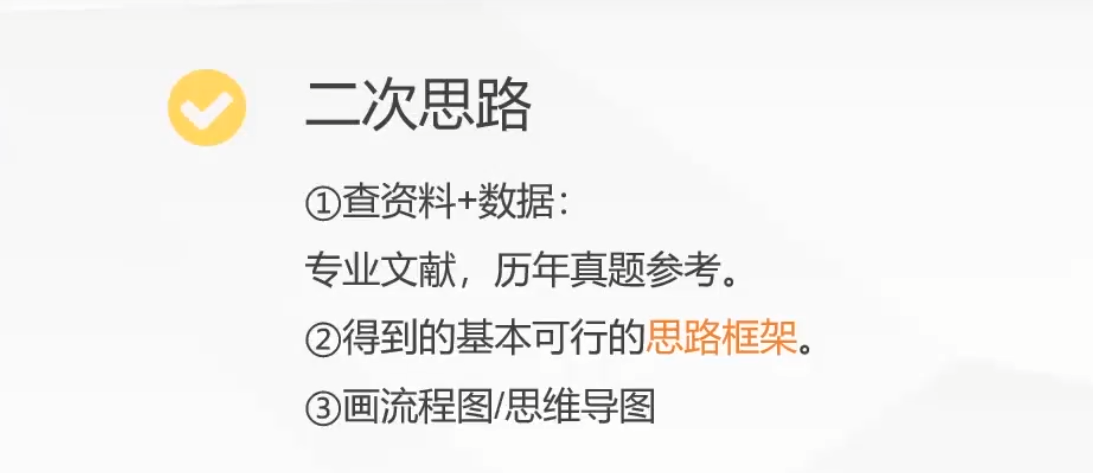 二次思路
①查资料+数据：
专业文献，历年真题参考。
②得到的基本可行的思路框架。
③画流程图/思维导图